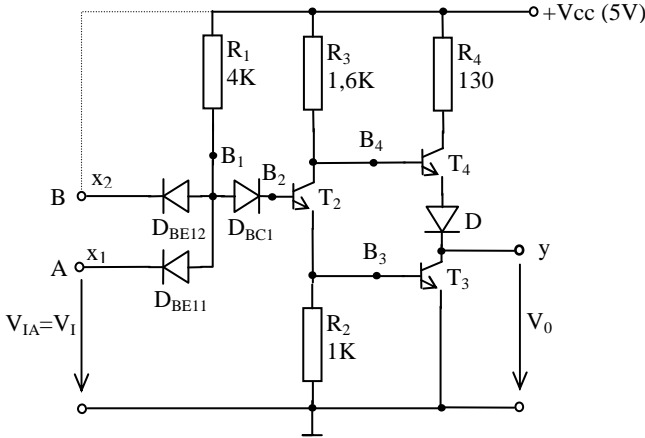 +Vcc (5V)
R1
4K
R3
1,6K
R4
130
B1
B4
T4
B x2
B2
T2
DBE12
DBC1
D
A x1
DBE11
B3
T3
y
VIA=VI
R2
1K
V0